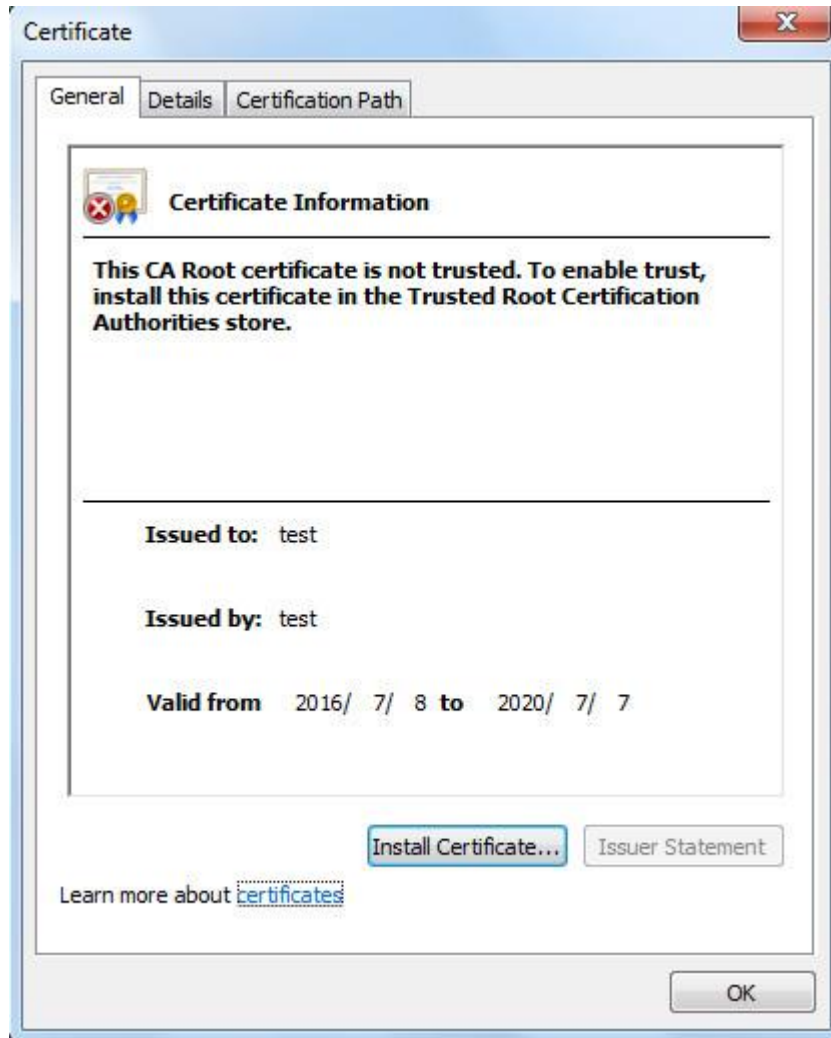 Certificate
General Details Certification Path
Certificate Information
This CA Root certificate is not trusted. To enable trust,
install this certificate in the Trusted Root Certification
Authorities store.
Issued to: test
Issued by: test
Valid from 2016/ 7/ 8 to 2020/ 7/ 7
Install Certificate... Issuer Statement
Learn more about certificates
OK